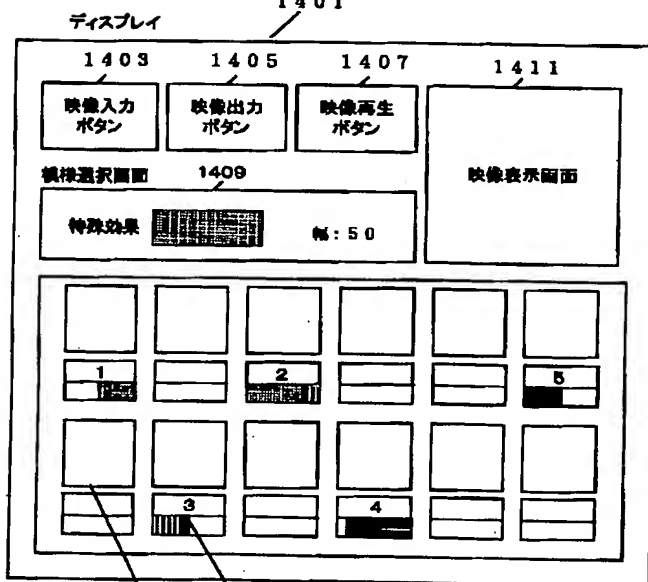 1401
ディスプレイ
1403 1405 1407 1411
映像入力 映像出力 映像再生
ボタン ボタン ボタン
映像表示画面
模様選択画面 1409
特殊効果 幅:50
1 2 5
3 4